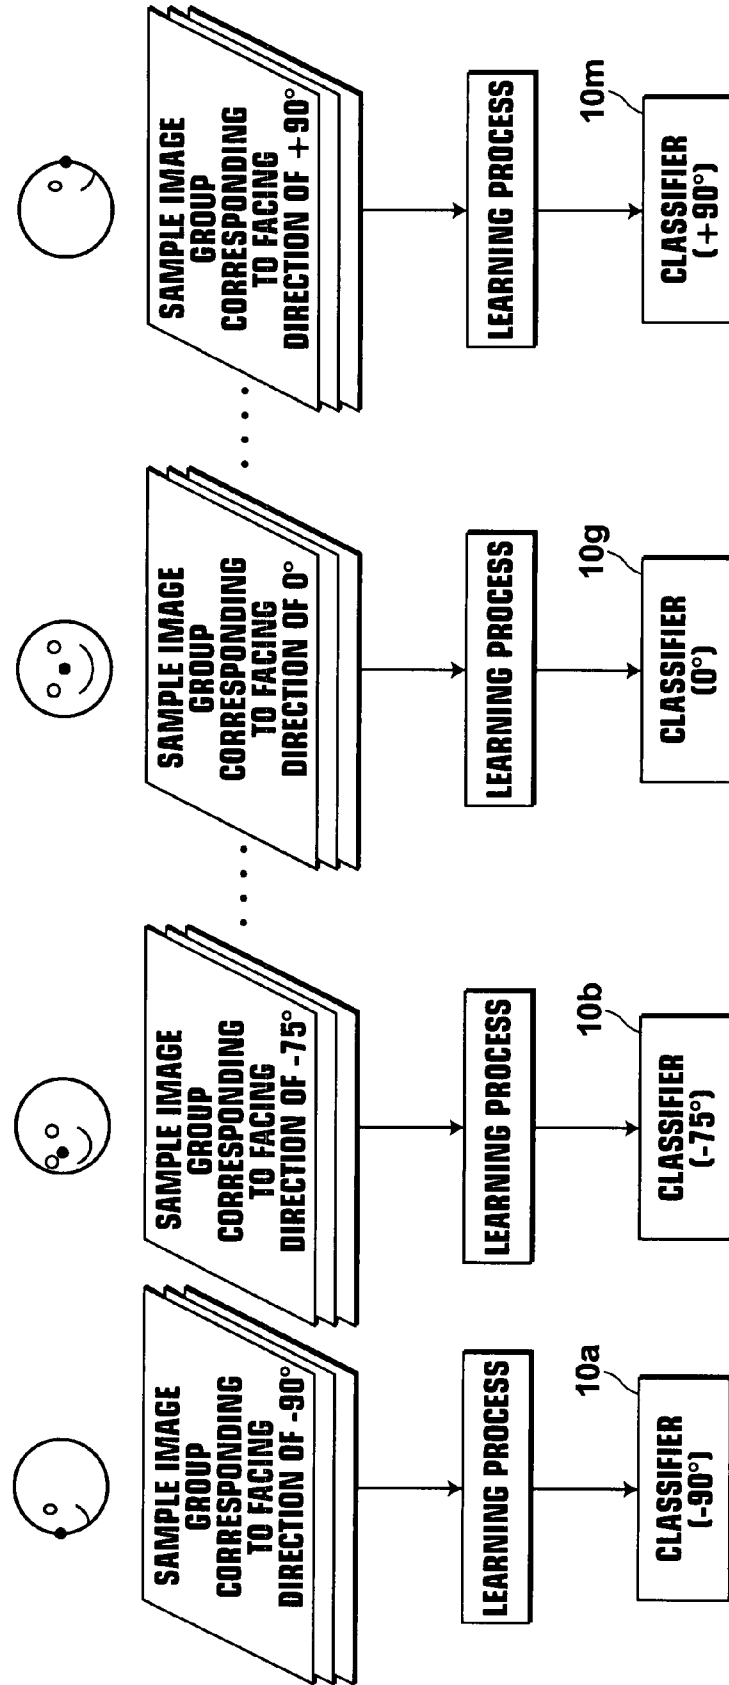 SAMPLE IMAGE
GROUP
CORRESPONDING
TO FACING
DIRECTION OF -90°
LEARNING PROCESS
10a
CLASSIFIER
(-90°)
SAMPLE IMAGE
GROUP
CORRESPONDING
TO FACING
DIRECTION OF -75°
LEARNING PROCESS
10b
CLASSIFIER
(-75°)
SAMPLE IMAGE
GROUP
CORRESPONDING
TO FACING
DIRECTION OF 0°
LEARNING PROCESS
10g
CLASSIFIER
(0°)
SAMPLE IMAGE
GROUP
CORRESPONDING
TO FACING
DIRECTION OF +90°
LEARNING PROCESS
10m
CLASSIFIER
(+90°)